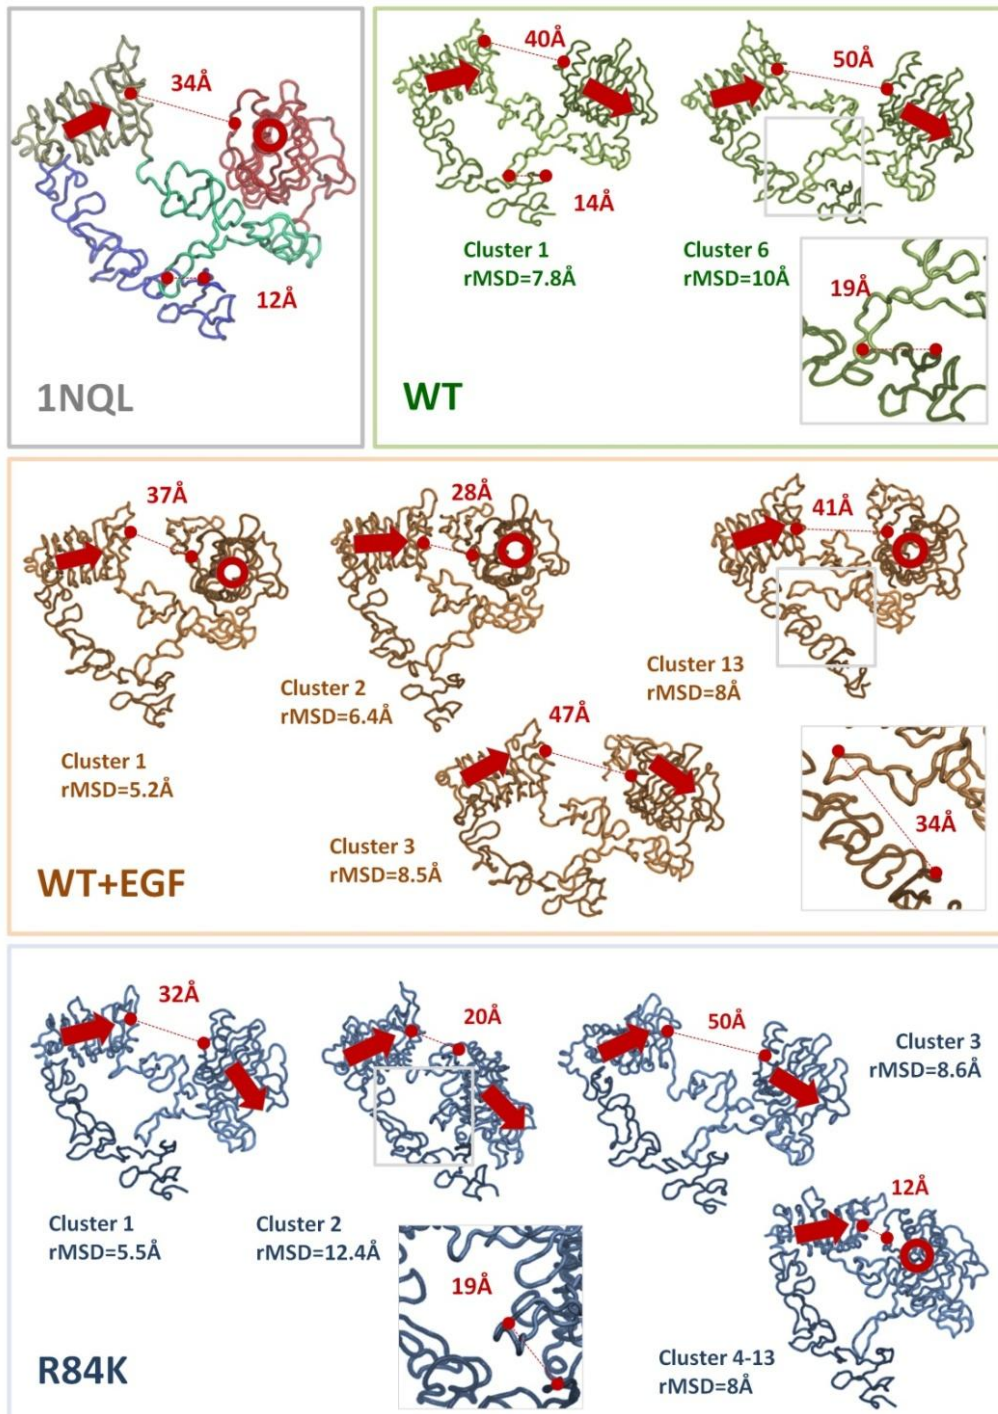 34Å
12Å
1NQL
40Å
50Å
14Å
Cluster 1
rMSD=7.8Å
Cluster 6
rMSD=10Å
19Å
WT
37Å
28Å
41Å
Cluster 2
rMSD=6.4Å
Cluster 13
rMSD=8Å
47Å
Cluster 1
rMSD=5.2Å
Cluster 3
rMSD=8.5Å
34Å
WT+EGF
32Å
20Å
50Å
Cluster 3
rMSD=8.6Å
12Å
Cluster 1
rMSD=5.5Å
Cluster 2
rMSD=12.4Å
19Å
Cluster 4-13
rMSD=8Å
R84K